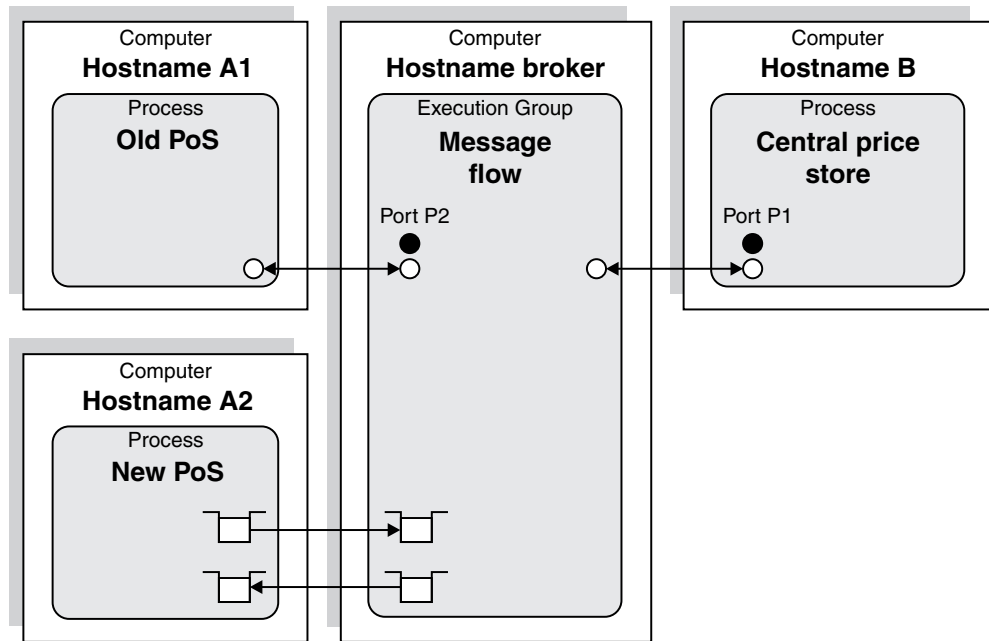 Computer
Hostname A1
Process
Old PoS
Computer
Hostname broker
Execution Group
Message
flow
Port P2
Computer
Hostname B
Process
Central price
store
Port P1
Computer
Hostname A2
Process
New PoS